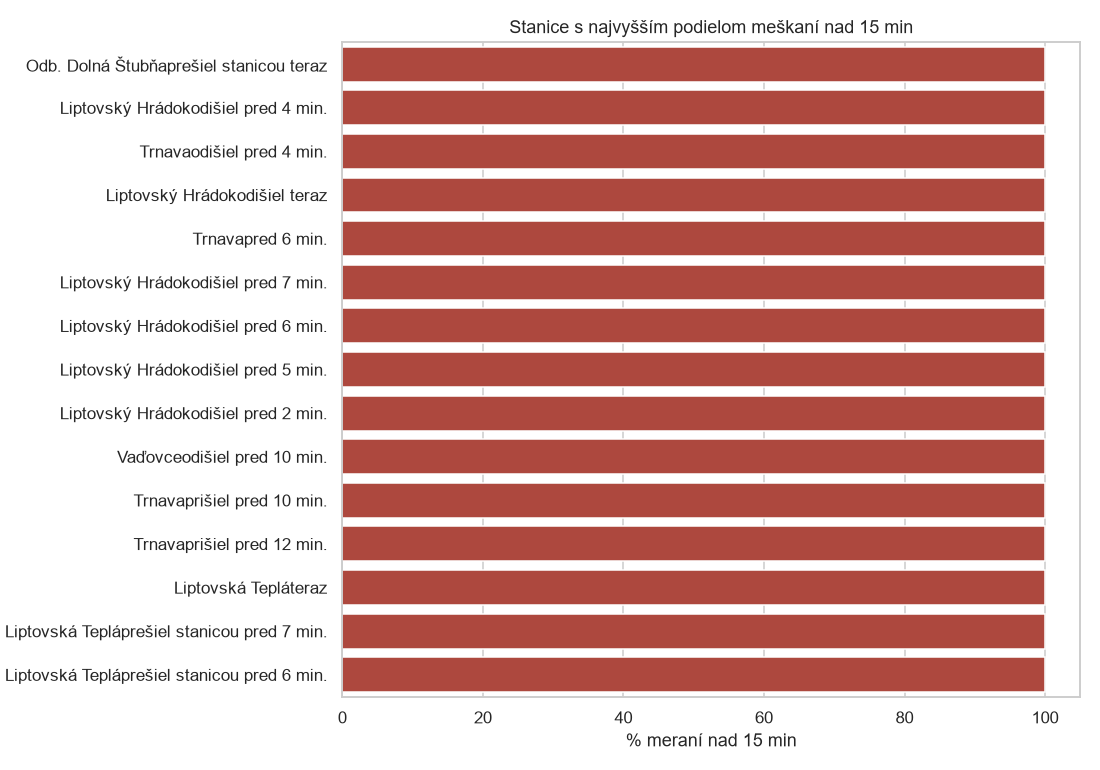 Stanice s najvyšším podielom meškaní nad 15 min
Odb. Dolná Štubňaprešiel stanicou teraz
Liptovský Hrádokodišiel pred 4 min.
Trnavaodišiel pred 4 min.
Liptovský Hrádokodišiel teraz
Trnavapred 6 min.
Liptovský Hrádokodišiel pred 7 min.
Liptovský Hrádokodišiel pred 6 min.
Liptovský Hrádokodišiel pred 5 min.
Liptovský Hrádokodišiel pred 2 min.
Vaďovceodišiel pred 10 min.
Trnavaprišiel pred 10 min.
Trnavaprišiel pred 12 min.
Liptovská Tepláteraz
Liptovská Tepláprešiel stanicou pred 7 min.
Liptovská Tepláprešiel stanicou pred 6 min.
0 20 40 60 80 100
% meraní nad 15 min